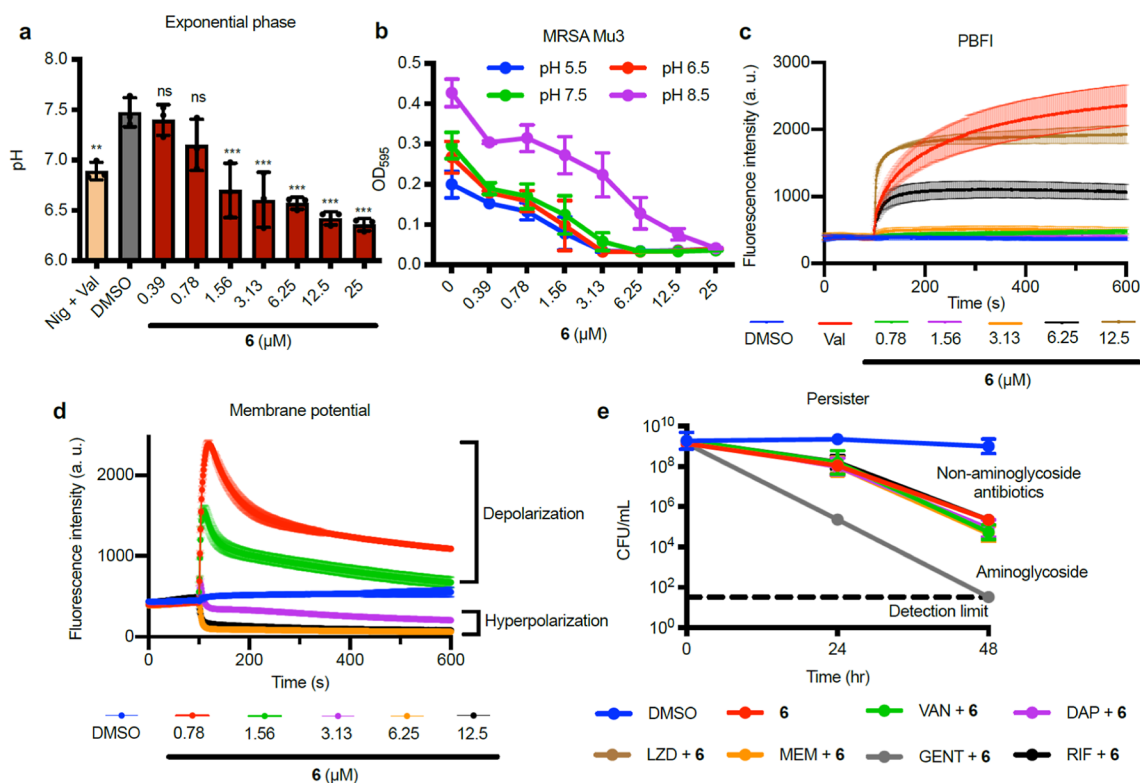 a
Exponential phase
pH
8.0
7.5
7.0
6.5
6.0
**
ns
ns
***
***
***
***
***
Nig + Val
DMSO
0.39
0.78
1.56
3.13
6.25
12.5
25
6 (µM)
b
MRSA Mu3
pH 5.5
pH 6.5
pH 7.5
pH 8.5
OD595
0.5
0.4
0.3
0.2
0.1
0.0
0
0.39
0.78
1.56
3.13
6.25
12.5
25
6 (µM)
c
PBFI
Fluorescence intensity (a. u.)
3000
2000
1000
0
0
200
400
600
Time (s)
DMSO
Val
0.78
1.56
3.13
6.25
12.5
6 (µM)
d
Membrane potential
Fluorescence intensity (a. u.)
2000
1000
0
Depolarization
Hyperpolarization
0
200
400
600
Time (s)
DMSO
0.78
1.56
3.13
6.25
12.5
6 (µM)
e
Persister
CFU/mL
10^10
10^8
10^6
10^4
10^2
10^0
Non-aminoglycoside
antibiotics
Aminoglycoside
Detection limit
0
24
48
Time (hr)
DMSO
6
VAN + 6
DAP + 6
LZD + 6
MEM + 6
GENT + 6
RIF + 6